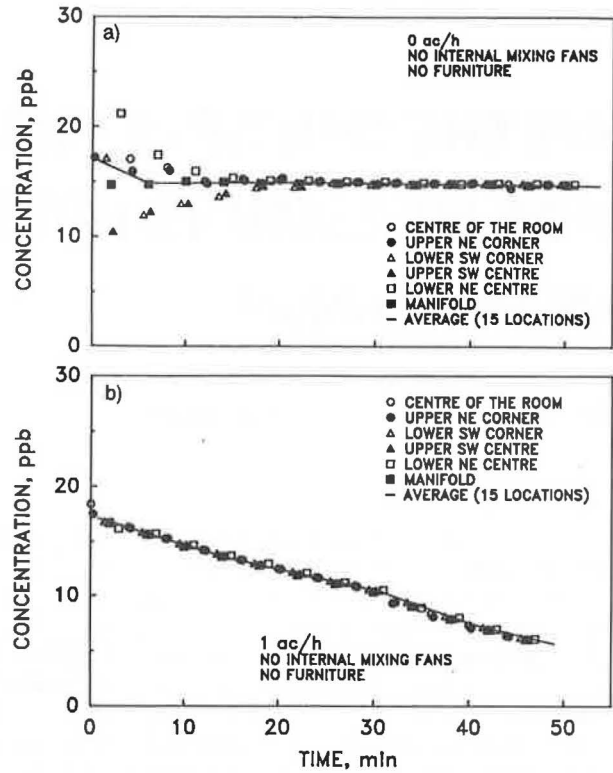 30
a)
0 ac/h
NO INTERNAL MIXING FANS
NO FURNITURE
20
10
0
CONCENTRATION, ppb
CENTRE OF THE ROOM
UPPER NE CORNER
LOWER SW CORNER
UPPER SW CENTRE
LOWER NE CENTRE
MANIFOLD
AVERAGE (15 LOCATIONS)
30
b)
20
10
0
CONCENTRATION, ppb
CENTRE OF THE ROOM
UPPER NE CORNER
LOWER SW CORNER
UPPER SW CENTRE
LOWER NE CENTRE
MANIFOLD
AVERAGE (15 LOCATIONS)
1 ac/h
NO INTERNAL MIXING FANS
NO FURNITURE
0 10 20 30 40 50
TIME, min